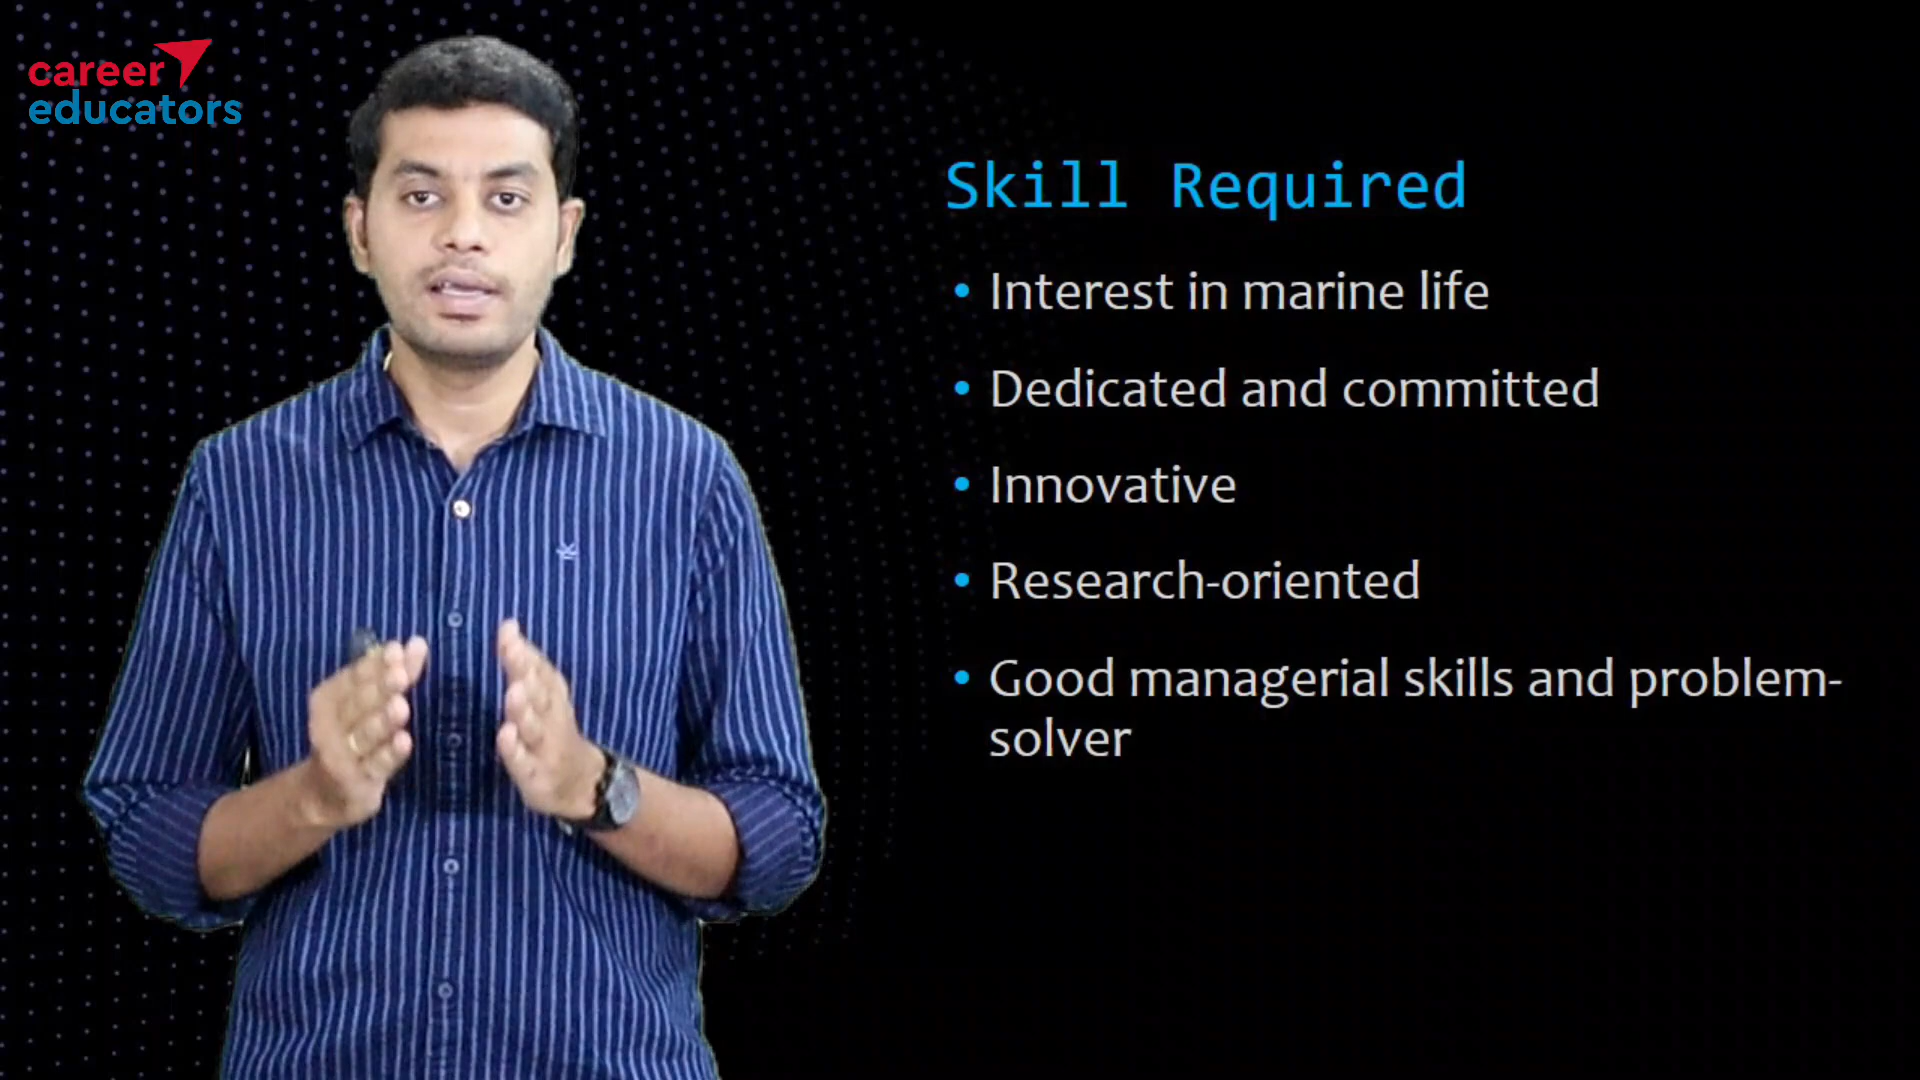 career
educators
Skill Required
• Interest in marine life
• Dedicated and committed
• Innovative
• Research-oriented
• Good managerial skills and problem-
solver